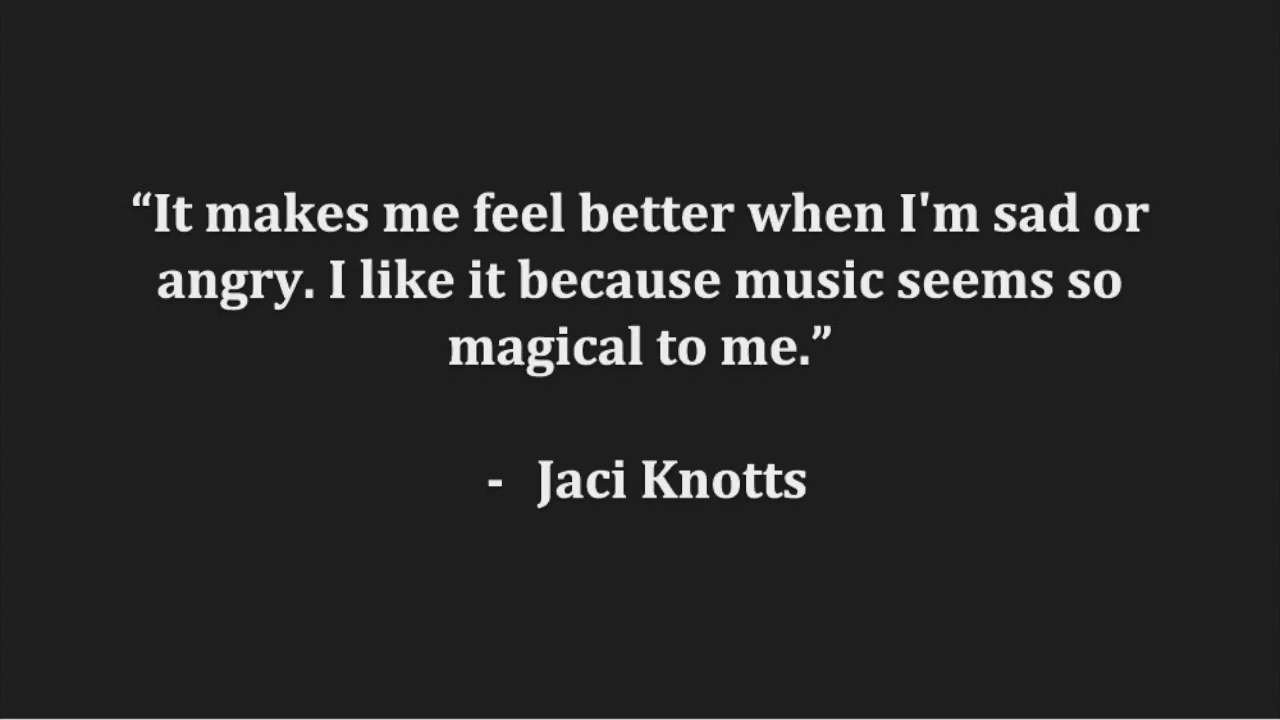 “It makes me feel better when I'm sad or
angry. I like it because music seems so
magical to me.”
- Jaci Knotts